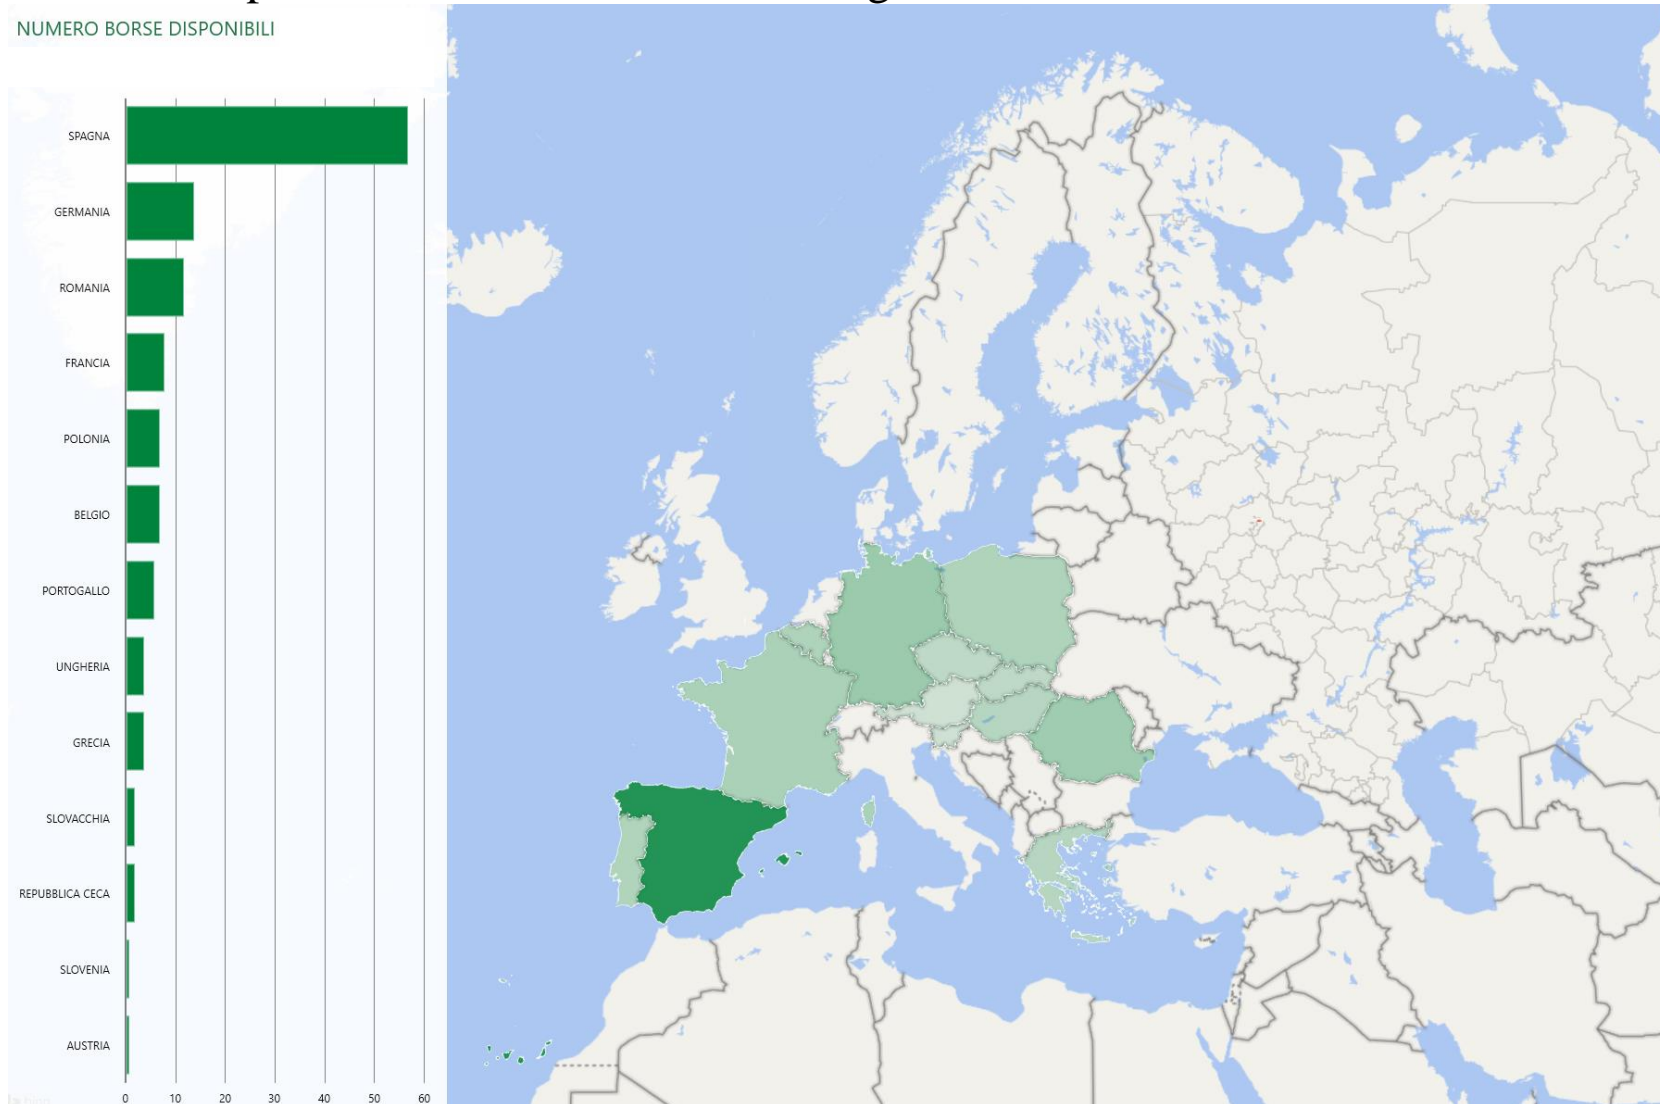 NUMERO BORSE DISPONIBILI
SPAGNA
GERMANIA
ROMANIA
FRANCIA
POLONIA
BELGIO
PORTOGALLO
UNGHERIA
GRECIA
SLOVACCHIA
REPUBBLICA CECA
SLOVENIA
AUSTRIA
0 10 20 30 40 50 60